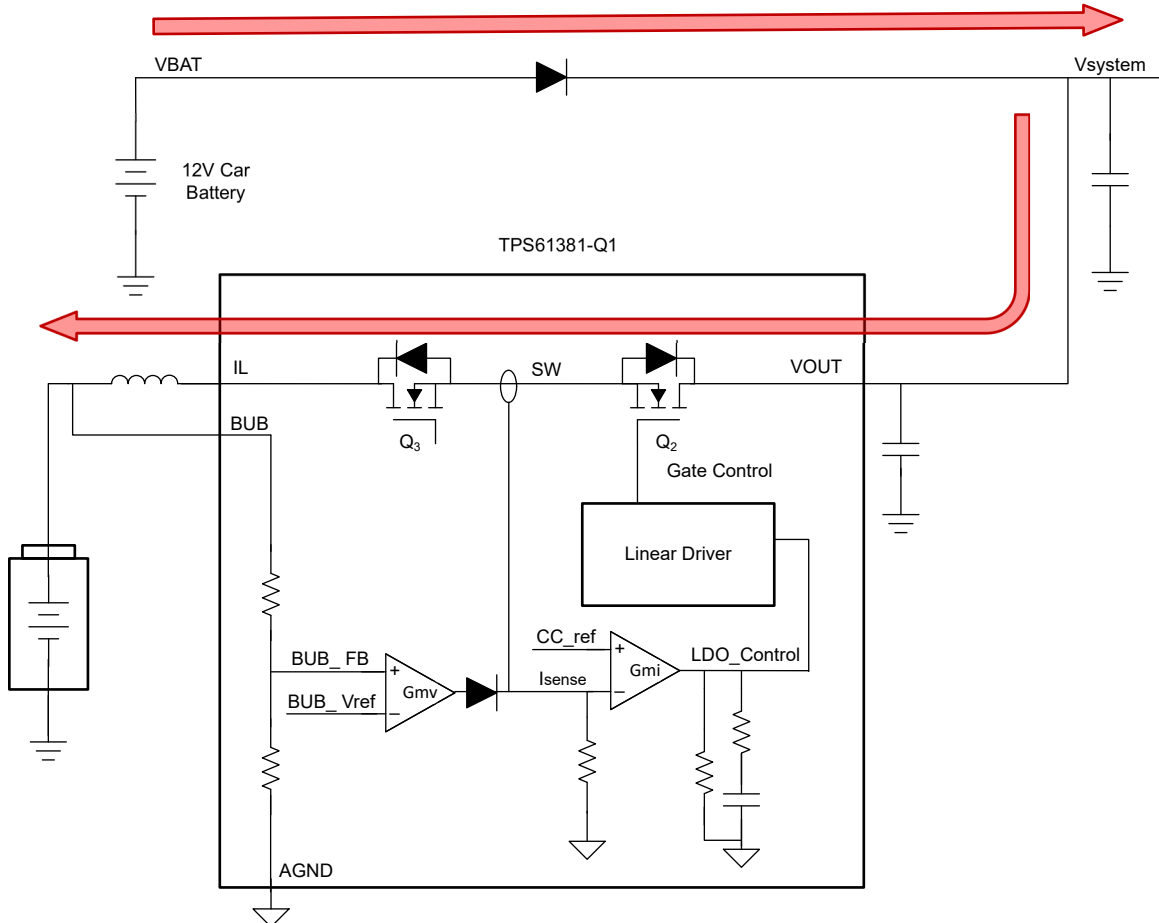 VBAT
Vsystem
12V Car
Battery
TPS61381-Q1
IL
SW
VOUT
BUB
Q3
Q2
Gate Control
Linear Driver
CC_ref
+
Gmi
−
LDO_Control
BUB_ FB
+
Gmv
−
Isense
BUB_ Vref
AGND